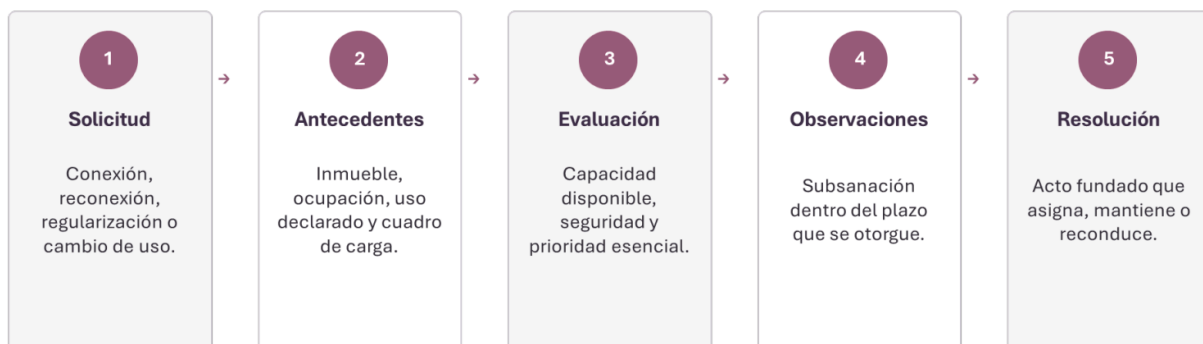 1
Solicitud
Conexión,
reconexión,
regularización o
cambio de uso.
→
2
Antecedentes
Inmueble,
ocupación, uso
declarado y cuadro
de carga.
→
3
Evaluación
Capacidad
disponible,
seguridad y
prioridad esencial.
→
4
Observaciones
Subsanación
dentro del plazo
que se otorgue.
→
5
Resolución
Acto fundado que
asigna, mantiene o
reconduce.